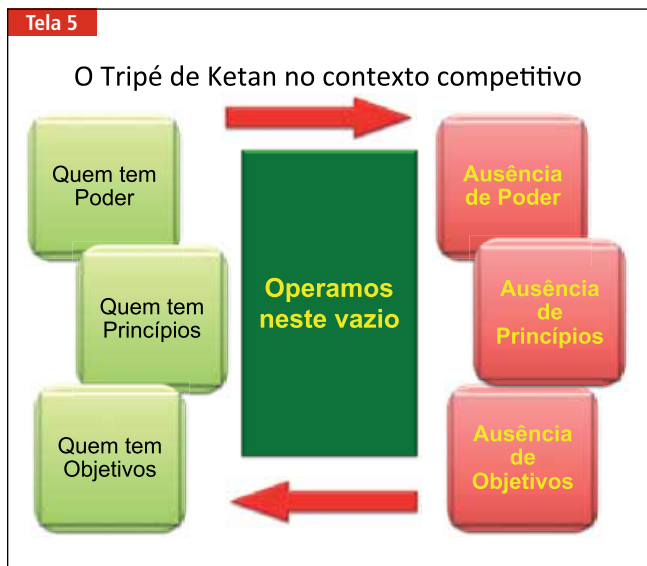 Tela 5
O Tripé de Ketan no contexto competitivo
Quem tem
Poder
Quem tem
Princípios
Quem tem
Objetivos
Operamos
neste vazio
Ausência
de Poder
Ausência
de
Princípios
Ausência
de
Objetivos